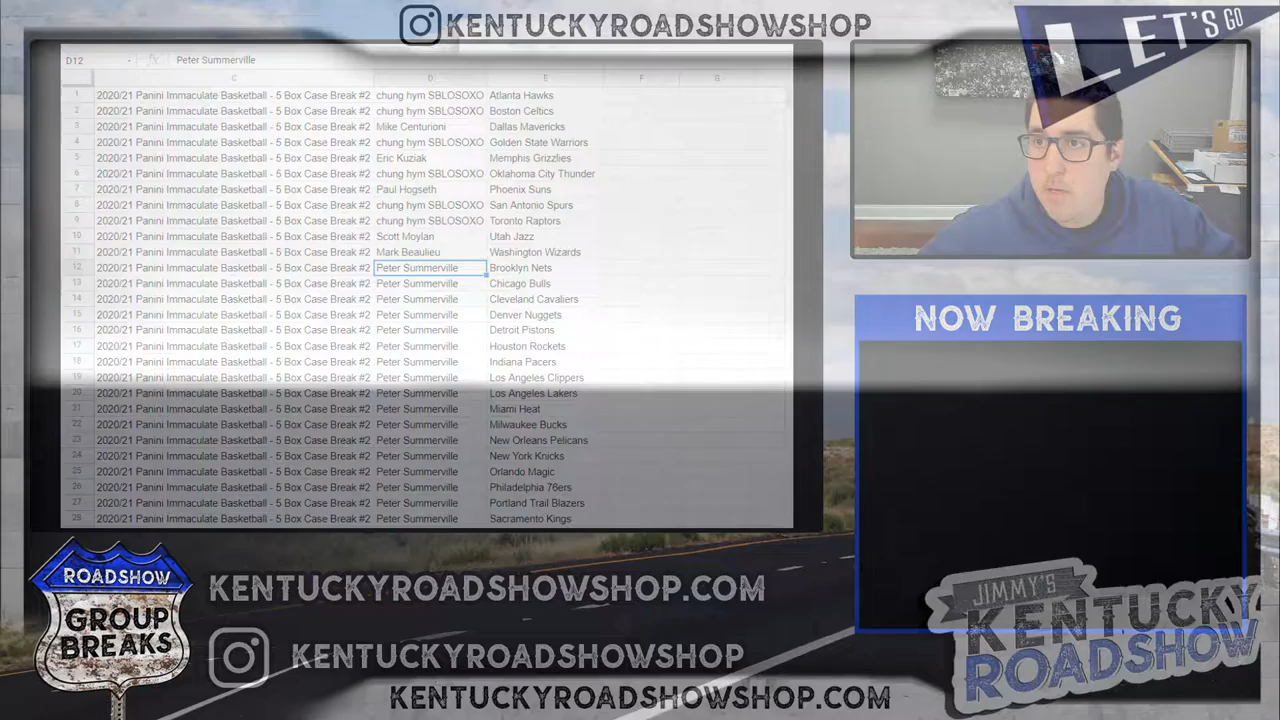 KENTUCKYROADSHOWSHOP
LET'S GO
D12 fx Peter Summerville
C D E F G
1 2020/21 Panini Immaculate Basketball - 5 Box Case Break #2 chung hym SBLOSOXO Atlanta Hawks
2 2020/21 Panini Immaculate Basketball - 5 Box Case Break #2 chung hym SBLOSOXO Boston Celtics
3 2020/21 Panini Immaculate Basketball - 5 Box Case Break #2 Mike Centurioni Dallas Mavericks
4 2020/21 Panini Immaculate Basketball - 5 Box Case Break #2 chung hym SBLOSOXO Golden State Warriors
5 2020/21 Panini Immaculate Basketball - 5 Box Case Break #2 Eric Kuziak Memphis Grizzlies
6 2020/21 Panini Immaculate Basketball - 5 Box Case Break #2 chung hym SBLOSOXO Oklahoma City Thunder
7 2020/21 Panini Immaculate Basketball - 5 Box Case Break #2 Paul Hogseth Phoenix Suns
8 2020/21 Panini Immaculate Basketball - 5 Box Case Break #2 chung hym SBLOSOXO San Antonio Spurs
9 2020/21 Panini Immaculate Basketball - 5 Box Case Break #2 chung hym SBLOSOXO Toronto Raptors
10 2020/21 Panini Immaculate Basketball - 5 Box Case Break #2 Scott Moylan Utah Jazz
11 2020/21 Panini Immaculate Basketball - 5 Box Case Break #2 Mark Beaulieu Washington Wizards
12 2020/21 Panini Immaculate Basketball - 5 Box Case Break #2 Peter Summerville Brooklyn Nets
13 2020/21 Panini Immaculate Basketball - 5 Box Case Break #2 Peter Summerville Chicago Bulls
14 2020/21 Panini Immaculate Basketball - 5 Box Case Break #2 Peter Summerville Cleveland Cavaliers
15 2020/21 Panini Immaculate Basketball - 5 Box Case Break #2 Peter Summerville Denver Nuggets
16 2020/21 Panini Immaculate Basketball - 5 Box Case Break #2 Peter Summerville Detroit Pistons
17 2020/21 Panini Immaculate Basketball - 5 Box Case Break #2 Peter Summerville Houston Rockets
18 2020/21 Panini Immaculate Basketball - 5 Box Case Break #2 Peter Summerville Indiana Pacers
19 2020/21 Panini Immaculate Basketball - 5 Box Case Break #2 Peter Summerville Los Angeles Clippers
20 2020/21 Panini Immaculate Basketball - 5 Box Case Break #2 Peter Summerville Los Angeles Lakers
21 2020/21 Panini Immaculate Basketball - 5 Box Case Break #2 Peter Summerville Miami Heat
22 2020/21 Panini Immaculate Basketball - 5 Box Case Break #2 Peter Summerville Milwaukee Bucks
23 2020/21 Panini Immaculate Basketball - 5 Box Case Break #2 Peter Summerville New Orleans Pelicans
24 2020/21 Panini Immaculate Basketball - 5 Box Case Break #2 Peter Summerville New York Knicks
25 2020/21 Panini Immaculate Basketball - 5 Box Case Break #2 Peter Summerville Orlando Magic
26 2020/21 Panini Immaculate Basketball - 5 Box Case Break #2 Peter Summerville Philadelphia 76ers
27 2020/21 Panini Immaculate Basketball - 5 Box Case Break #2 Peter Summerville Portland Trail Blazers
28 2020/21 Panini Immaculate Basketball - 5 Box Case Break #2 Peter Summerville Sacramento Kings
NOW BREAKING
ROADSHOW
GROUP
BREAKS
KENTUCKYROADSHOWSHOP.COM
KENTUCKYROADSHOWSHOP
KENTUCKYROADSHOWSHOP.COM
JIMMY'S
KENTUCKY
ROADSHOW